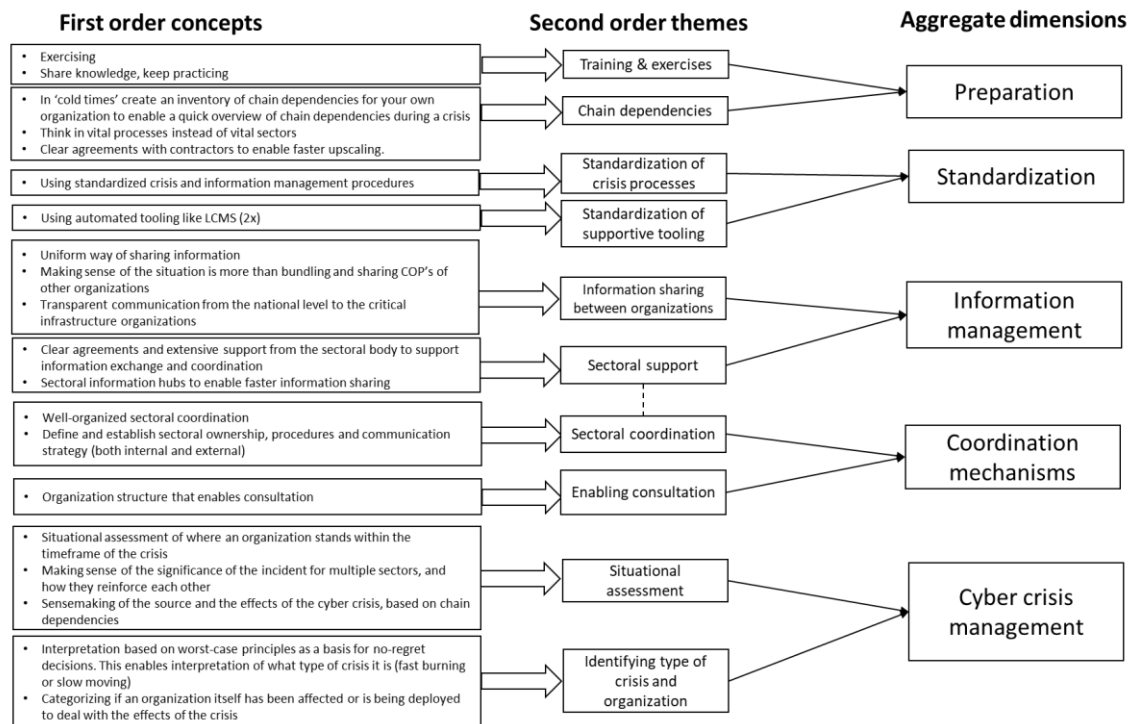 First order concepts
Second order themes
Aggregate dimensions
• Exercising
• Share knowledge, keep practicing
Training & exercises
Preparation
• In ‘cold times’ create an inventory of chain dependencies for your own
organization to enable a quick overview of chain dependencies during a crisis
• Think in vital processes instead of vital sectors
• Clear agreements with contractors to enable faster upscaling.
Chain dependencies
• Using standardized crisis and information management procedures
Standardization of
crisis processes
Standardization
• Using automated tooling like LCMS (2x)
Standardization of
supportive tooling
• Uniform way of sharing information
• Making sense of the situation is more than bundling and sharing COP’s of
other organizations
• Transparent communication from the national level to the critical
infrastructure organizations
Information sharing
between organizations
Information
management
• Clear agreements and extensive support from the sectoral body to support
information exchange and coordination
• Sectoral information hubs to enable faster information sharing
Sectoral support
• Well-organized sectoral coordination
• Define and establish sectoral ownership, procedures and communication
strategy (both internal and external)
Sectoral coordination
Coordination
mechanisms
• Organization structure that enables consultation
Enabling consultation
• Situational assessment of where an organization stands within the
timeframe of the crisis
• Making sense of the significance of the incident for multiple sectors, and
how they reinforce each other
• Sensemaking of the source and the effects of the cyber crisis, based on chain
dependencies
Situational
assessment
Cyber crisis
management
• Interpretation based on worst-case principles as a basis for no-regret
decisions. This enables interpretation of what type of crisis it is (fast burning
or slow moving)
• Categorizing if an organization itself has been affected or is being deployed
to deal with the effects of the crisis
Identifying type of
crisis and
organization